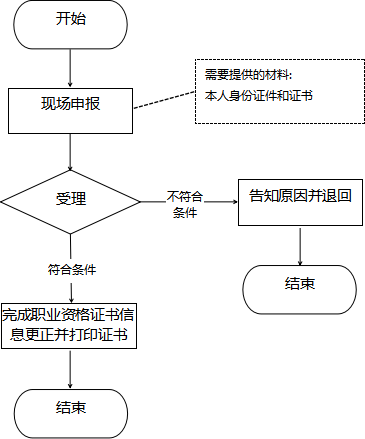 开始
需要提供的材料:
本人身份证件和证书
现场申报
受理
不符合
条件
告知原因并退回
符合条件
结束
完成职业资格证书信
息更正并打印证书
结束